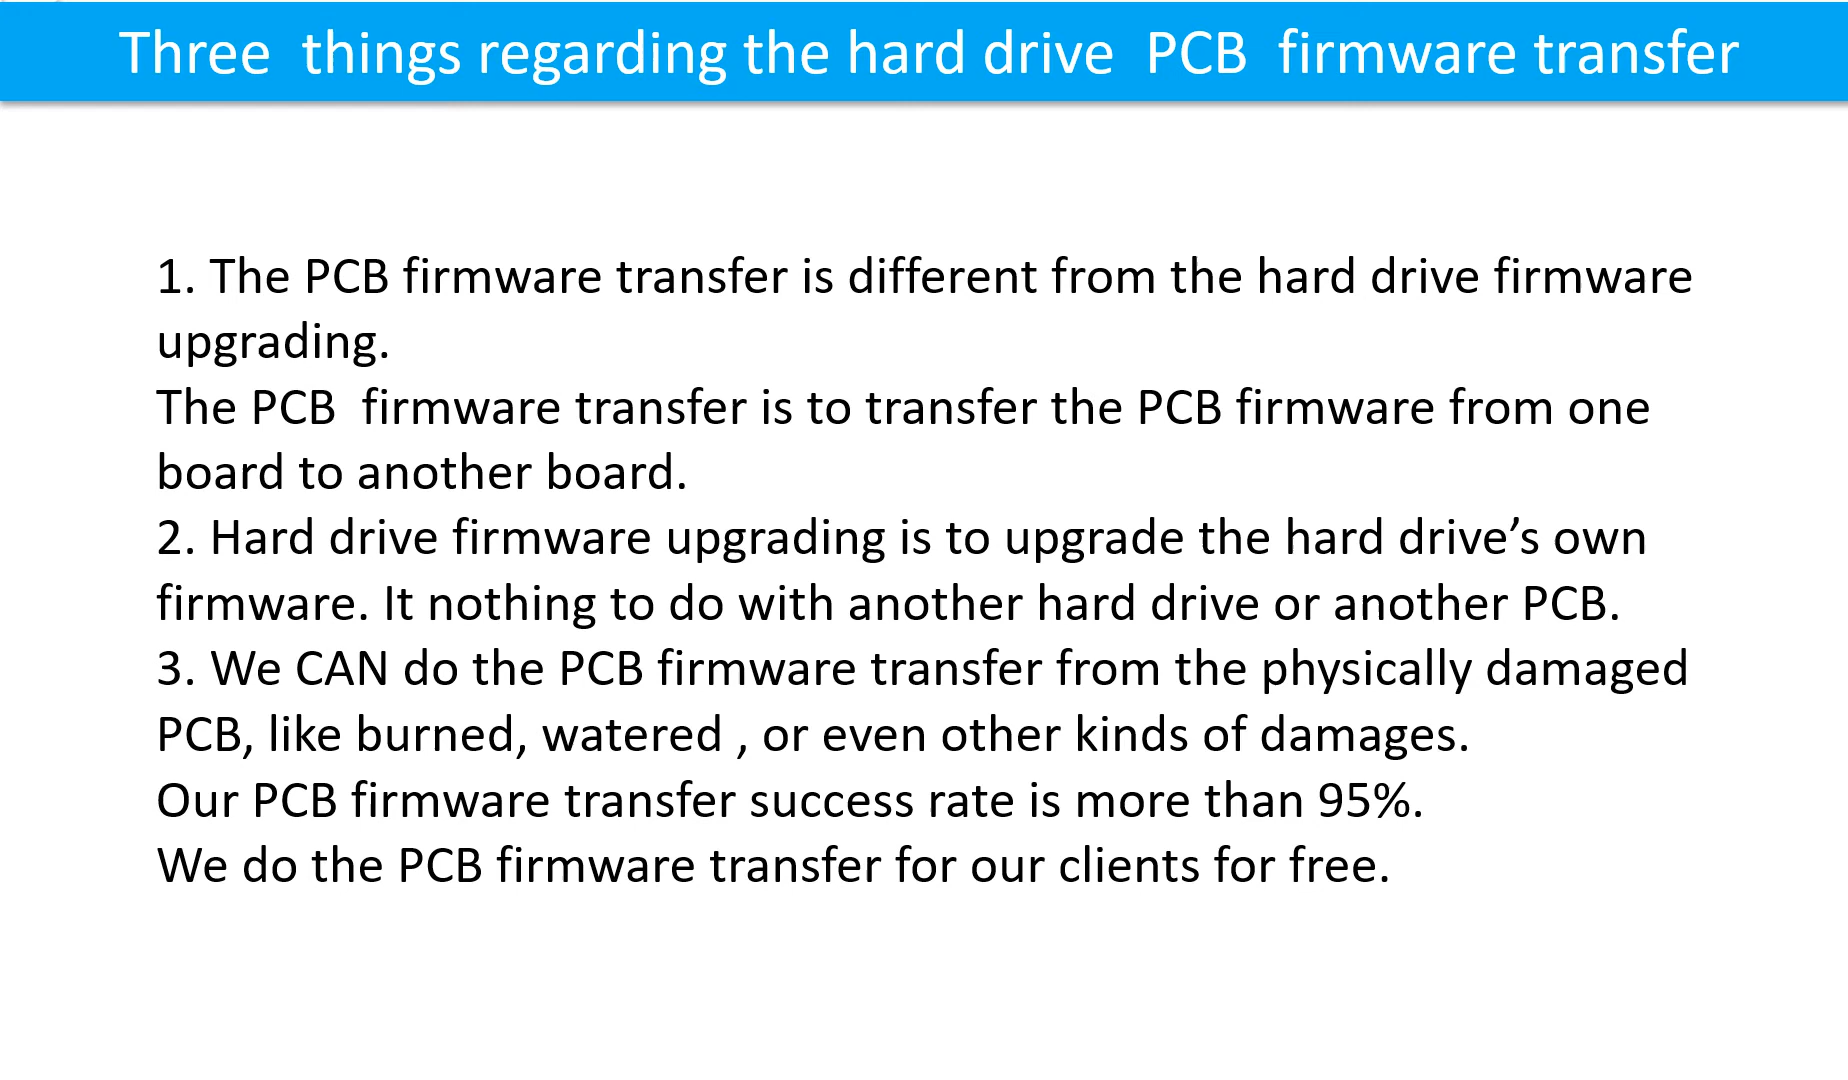 Three things regarding the hard drive PCB firmware transfer
1. The PCB firmware transfer is different from the hard drive firmware
upgrading.
The PCB firmware transfer is to transfer the PCB firmware from one
board to another board.
2. Hard drive firmware upgrading is to upgrade the hard drive’s own
firmware. It nothing to do with another hard drive or another PCB.
3. We CAN do the PCB firmware transfer from the physically damaged
PCB, like burned, watered , or even other kinds of damages.
Our PCB firmware transfer success rate is more than 95%.
We do the PCB firmware transfer for our clients for free.